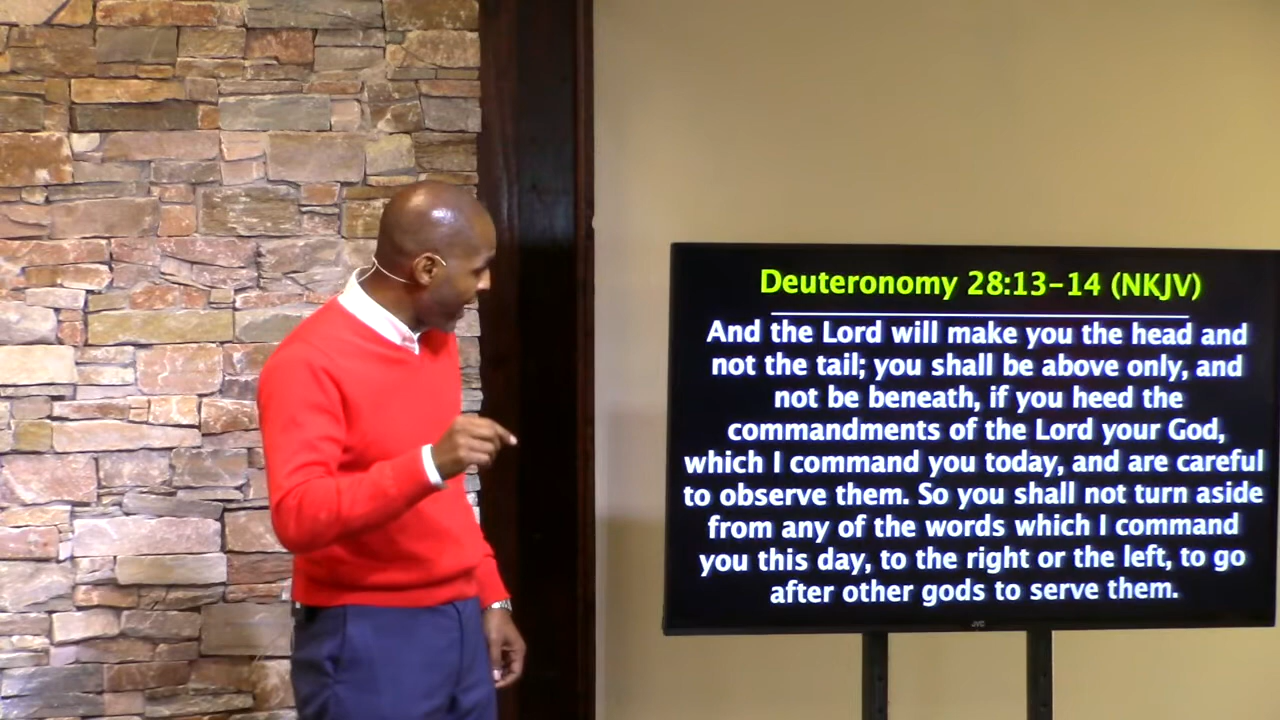 Deuteronomy 28:13-14 (NKJV)
And the Lord will make you the head and
not the tail; you shall be above only, and
not be beneath, if you heed the
commandments of the Lord your God,
which I command you today, and are careful
to observe them. So you shall not turn aside
from any of the words which I command
you this day, to the right or the left, to go
after other gods to serve them.
JVC